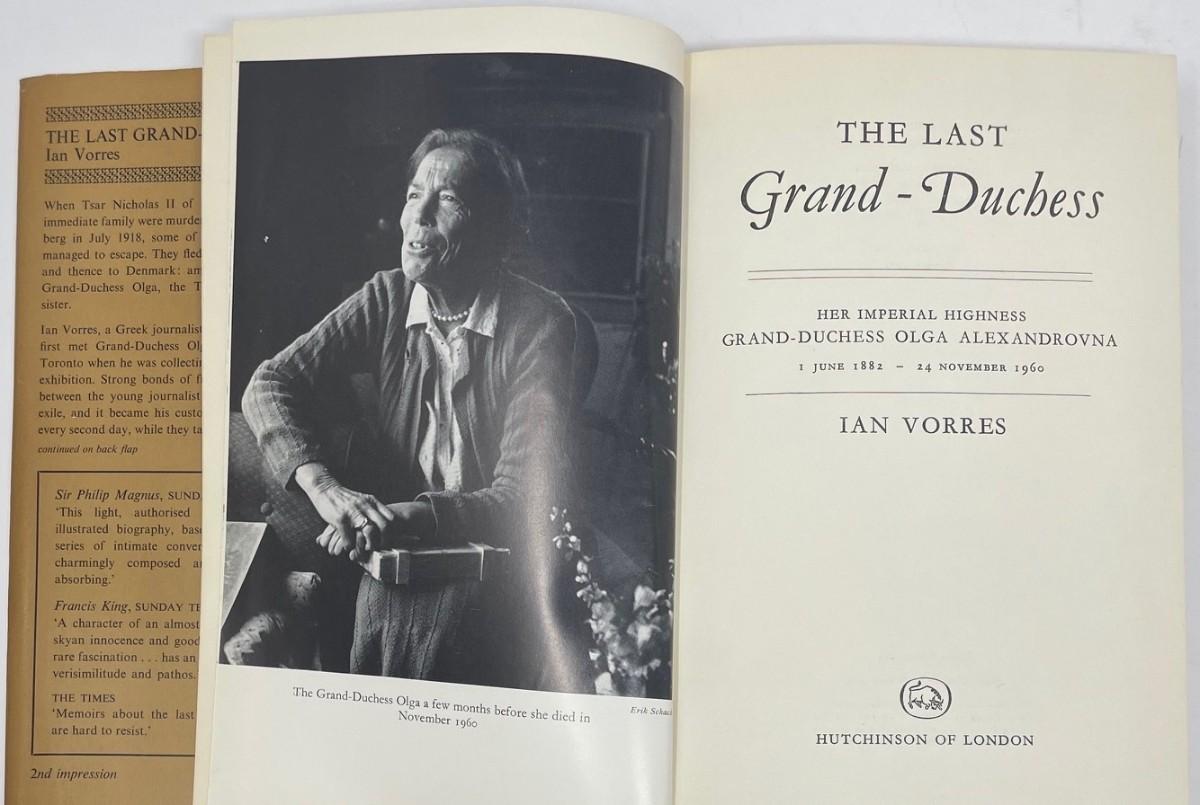 THE LAST GRAND-
Ian Vorres
When Tsar Nicholas II of
immediate family were murde
berg in July 1918, some of
managed to escape. They fled
and thence to Denmark: am
Grand-Duchess Olga, the T
sister.
Ian Vorres, a Greek journalist
first met Grand-Duchess Ol
Toronto when he was collecti
exhibition. Strong bonds of f
between the young journalist
exile, and it became his custo
every second day, while they ta
continued on back flap
Sir Philip Magnus, SUND
'This light, authorised
illustrated biography, bas
series of intimate conver
charmingly composed a
absorbing.'
Francis King, SUNDAY TE
'A character of an almost
skyan innocence and good
rare fascination . . . has an
verisimilitude and pathos.
THE TIMES
'Memoirs about the last
are hard to resist.'
2nd impression
The Grand-Duchess Olga a few months before she died in
November 1960
Erik Schack
THE LAST
Grand-Duchess
HER IMPERIAL HIGHNESS
GRAND-DUCHESS OLGA ALEXANDROVNA
1 JUNE 1882 – 24 NOVEMBER 1960
IAN VORRES
HUTCHINSON OF LONDON